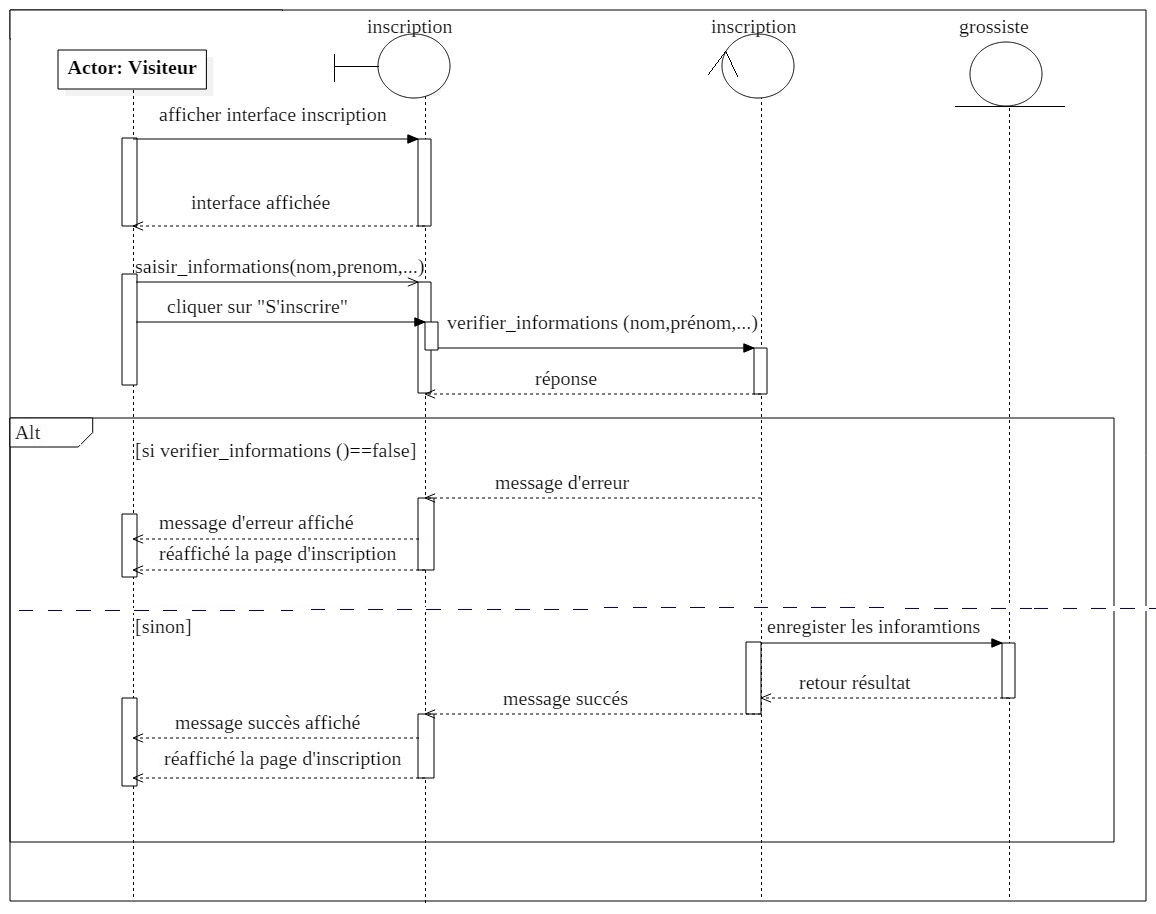 inscription
inscription
grossiste
Actor: Visiteur
afficher interface inscription
interface affichée
saisir_informations(nom,prenom,...)
cliquer sur "S'inscrire"
verifier_informations (nom,prénom,...)
réponse
Alt
[si verifier_informations ()==false]
message d'erreur
message d'erreur affiché
réaffiché la page d'inscription
[sinon]
enregister les inforamtions
retour résultat
message succés
message succès affiché
réaffiché la page d'inscription